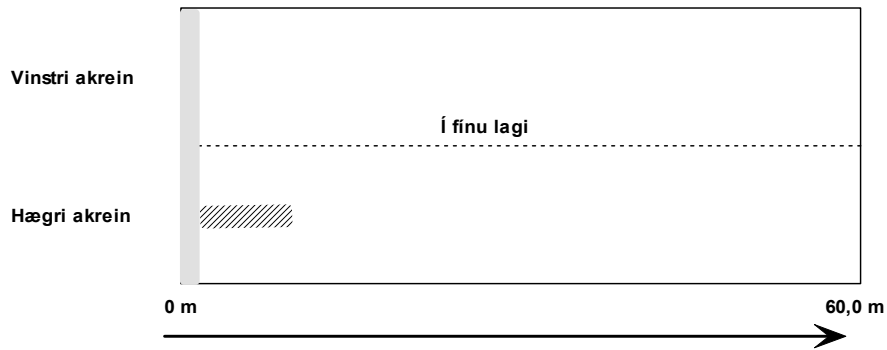 Vinstri akrein
Í fínu lagi
Hægri akrein
0 m
60,0 m